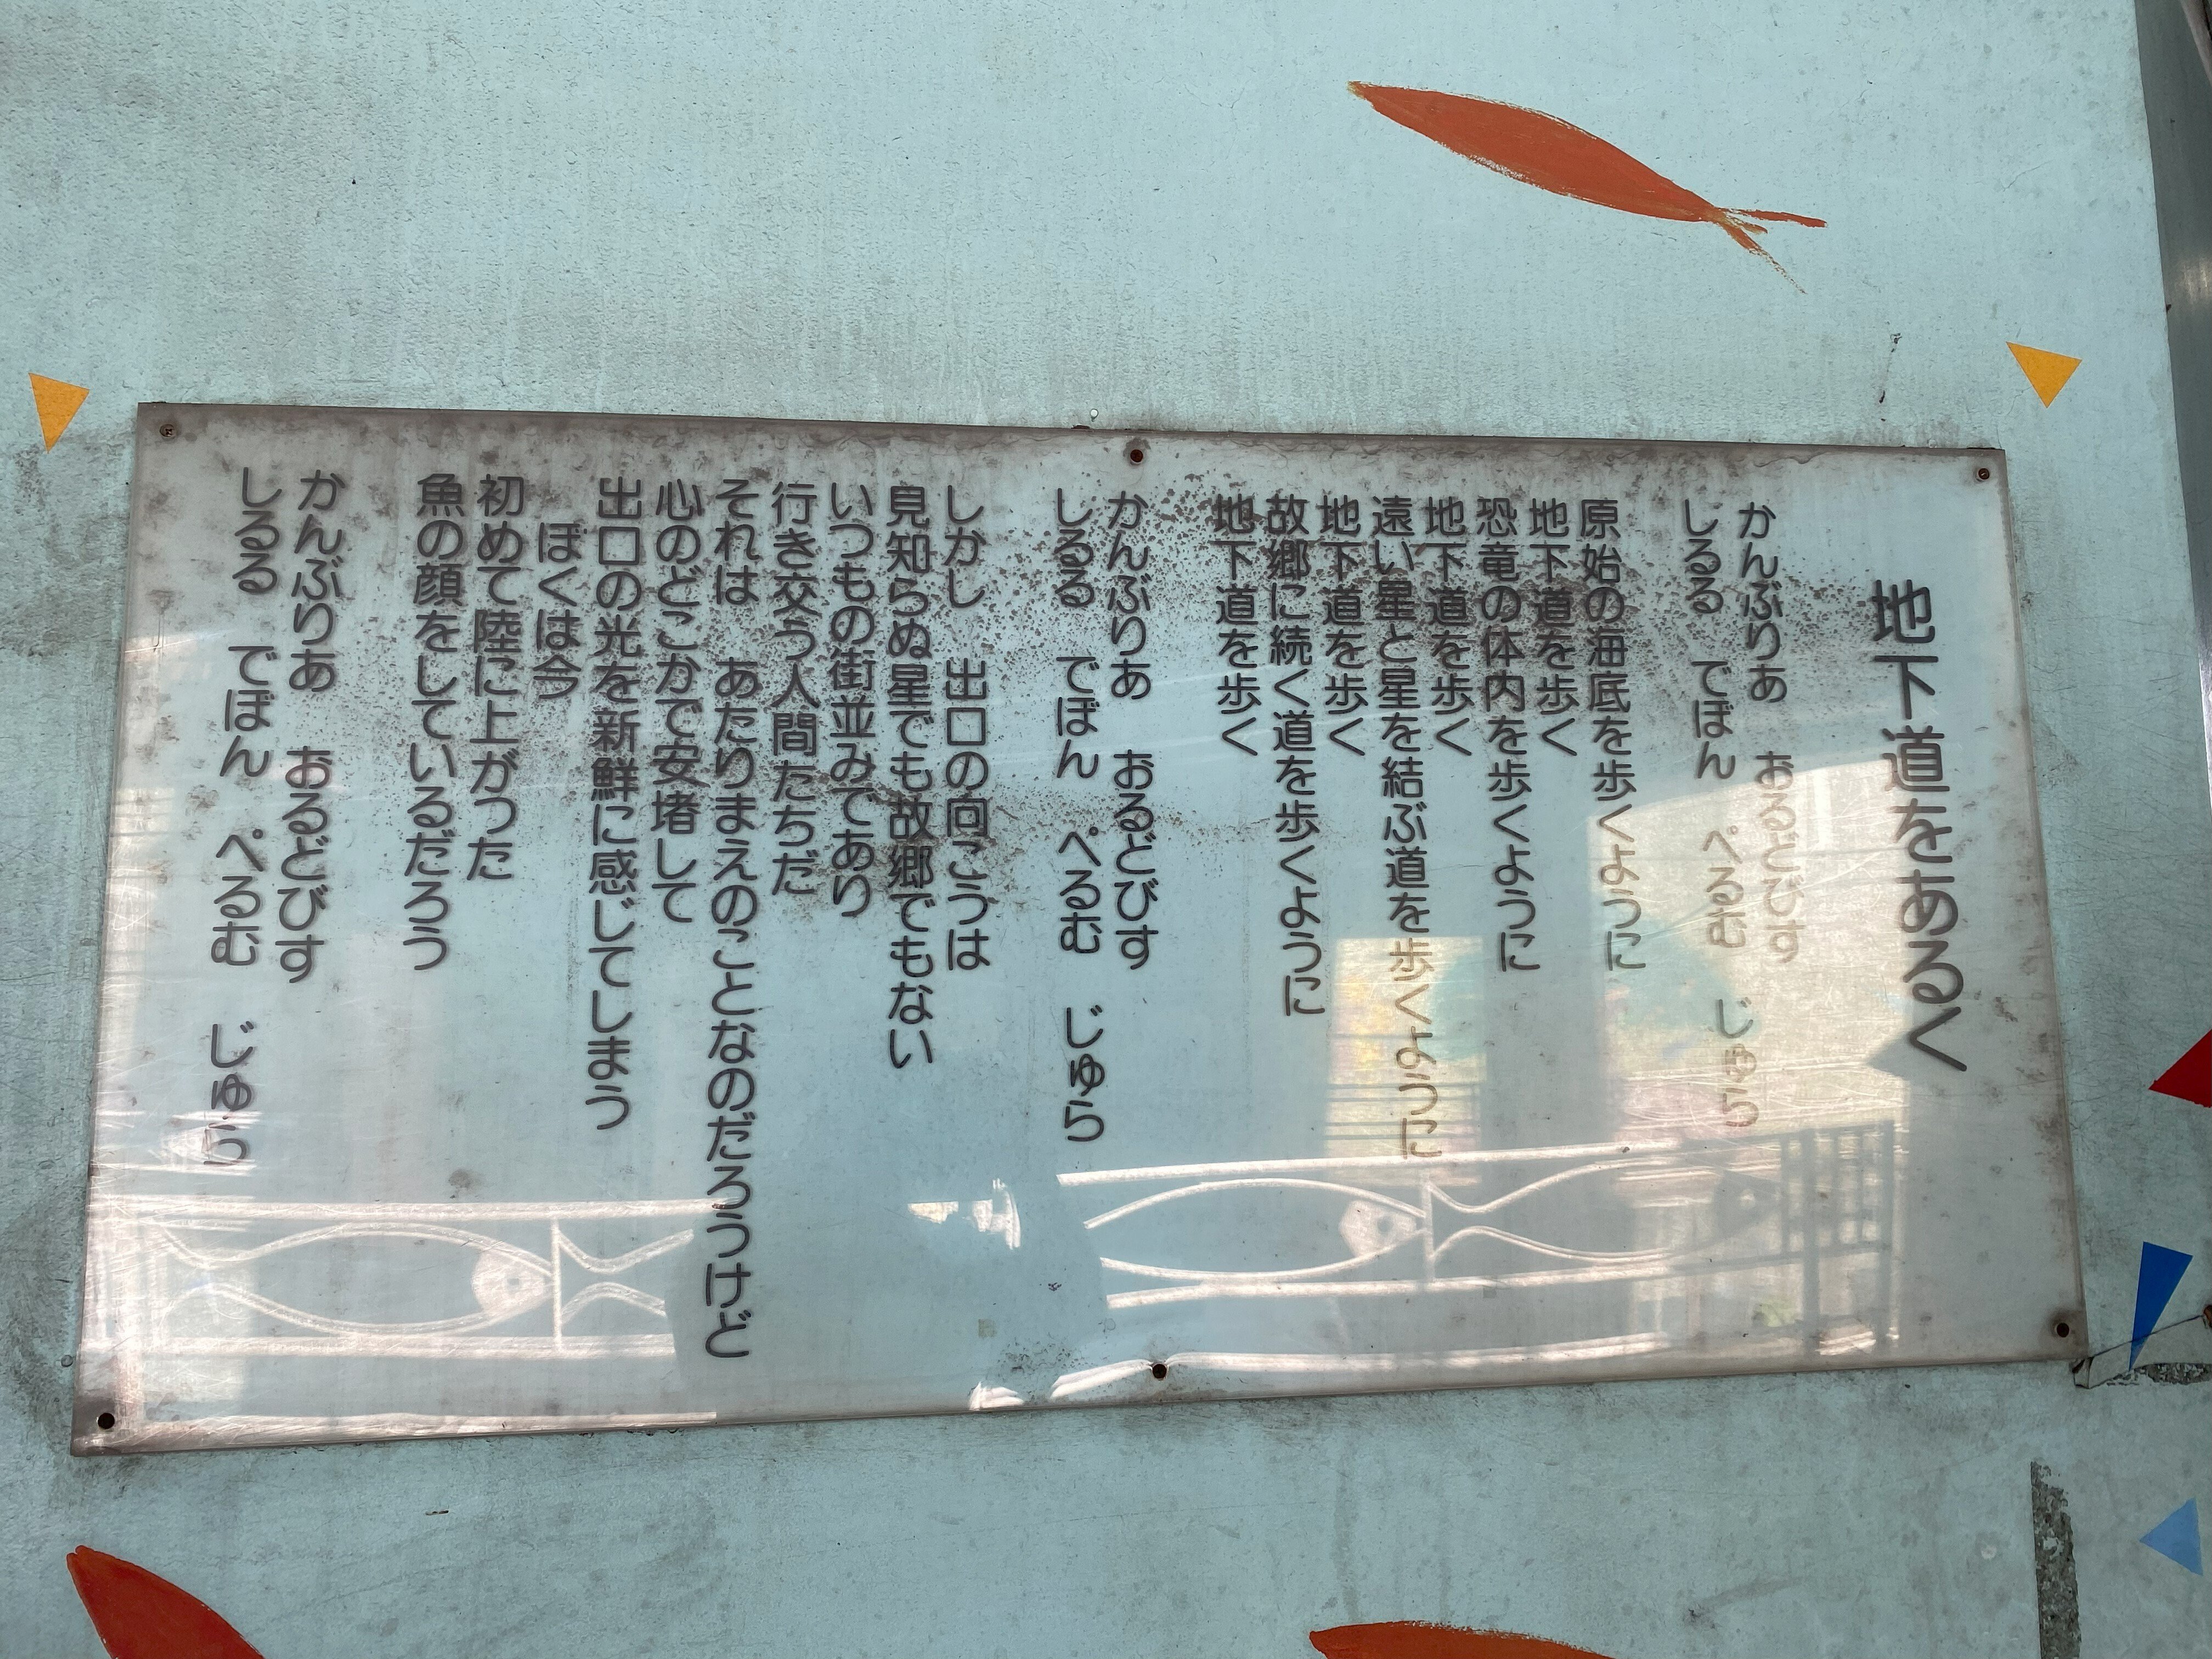 地下道をあるく
かんぶりあ　おるどびす
しるる　でぼん　ぺるむ　じゅら
原始の海底を歩くように
地下道を歩く
恐竜の体内を歩くように
地下道を歩く
遠い星と星を結ぶ道を歩くように
地下道を歩く
故郷に続く道を歩くように
地下道を歩く
かんぶりあ　おるどびす
しるる　でぼん　ぺるむ　じゅら
しかし　出口の向こうは
見知らぬ星でも故郷でもない
いつもの街並みであり
行き交う人間たちだ
それは　あたりまえのことなのだろうけど
心のどこかで安堵して
出口の光を新鮮に感じてしまう
ぼくは今
初めて陸に上がった
魚の顔をしているだろう
かんぶりあ　おるどびす
しるる　でぼん　ぺるむ　じゅら